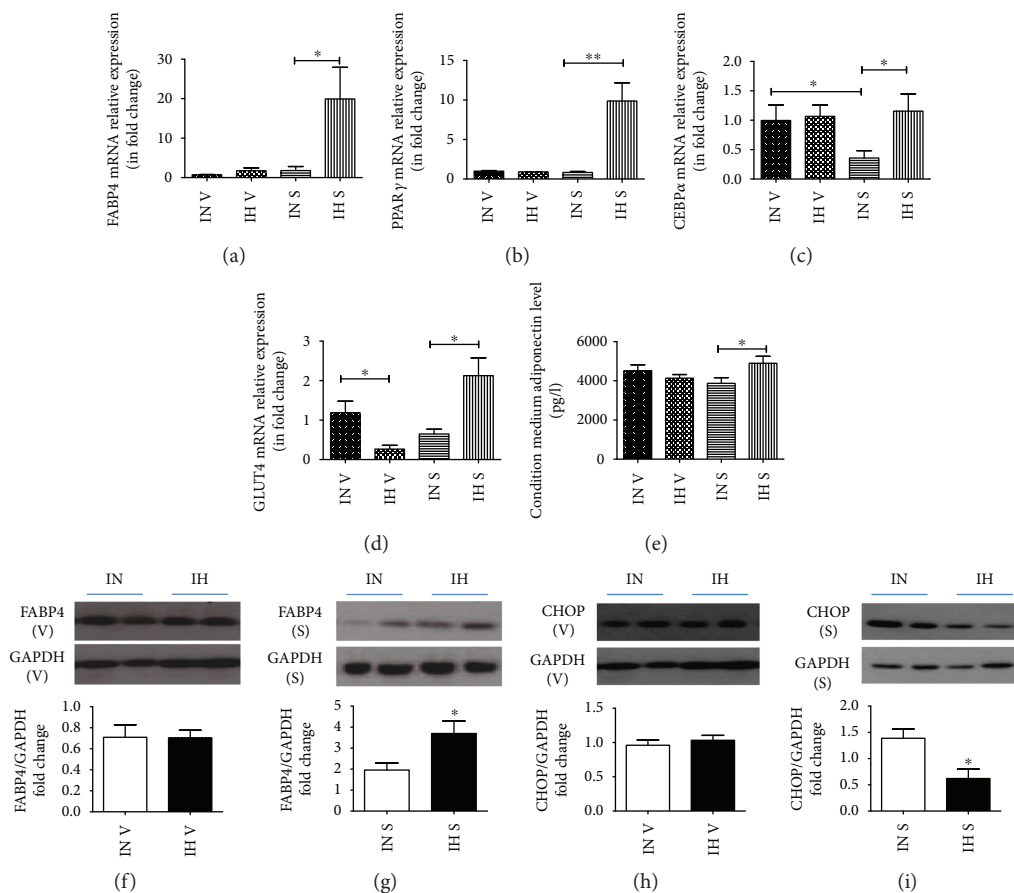 FABP4 mRNA relative expression
(in fold change)
30
20
10
0
*
IN V
IH V
IN S
IH S
(a)
PPARγ mRNA relative expression
(in fold change)
15
10
5
0
**
IN V
IH V
IN S
IH S
(b)
CEBPα mRNA relative expression
(in fold change)
2.0
1.5
1.0
0.5
0.0
*
*
IN V
IH V
IN S
IH S
(c)
GLUT4 mRNA relative expression
(in fold change)
3
2
1
0
*
*
IN V
IH V
IN S
IH S
(d)
Condition medium adiponectin level
(pg/l)
6000
4000
2000
0
*
IN V
IH V
IN S
IH S
(e)
IN IH
FABP4
(V)
GAPDH
(V)
FABP4/GAPDH
fold change
1.0
0.8
0.6
0.4
0.2
0.0
IN V
IH V
(f)
IN IH
FABP4
(S)
GAPDH
(S)
FABP4/GAPDH
fold change
5
4
3
2
1
0
*
IN S
IH S
(g)
IN IH
CHOP
(V)
GAPDH
(V)
CHOP/GAPDH
fold change
1.5
1.0
0.5
0.0
IN V
IH V
(h)
IN IH
CHOP
(S)
GAPDH
(S)
CHOP/GAPDH
fold change
2.0
1.5
1.0
0.5
0.0
*
IN S
IH S
(i)